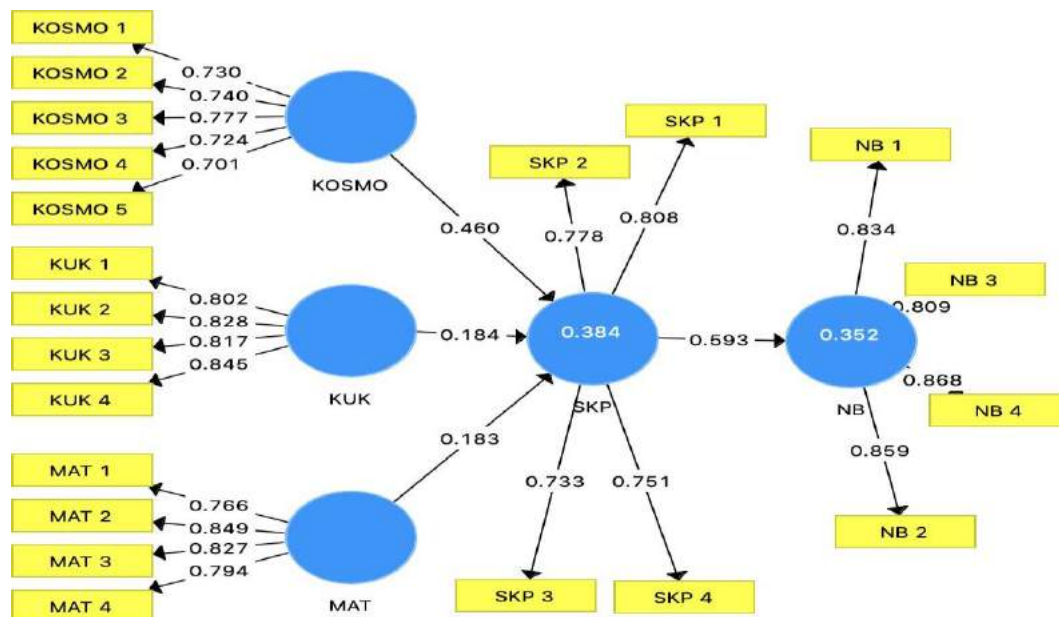 KOSMO 1
KOSMO 2
KOSMO 3
KOSMO 4
KOSMO 5
0.730
0.740
0.777
0.724
0.701
KOSMO
0.460
KUK 1
KUK 2
KUK 3
KUK 4
0.802
0.828
0.817
0.845
KUK
0.184
MAT 1
MAT 2
MAT 3
MAT 4
0.766
0.849
0.827
0.794
MAT
0.183
SKP 2
SKP 1
0.778
0.808
0.384
SKP
0.733
0.751
SKP 3
SKP 4
0.593
NB 1
0.834
NB 3
0.809
0.352
NB
0.868
NB 4
0.859
NB 2